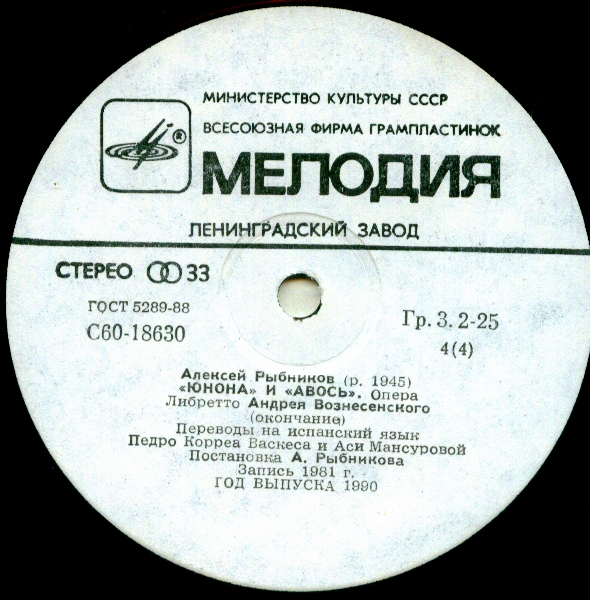 МИНИСТЕРСТВО КУЛЬТУРЫ СССР
ВСЕСОЮЗНАЯ ФИРМА ГРАМПЛАСТИНОК
®
МЕЛОДИЯ
ЛЕНИНГРАДСКИЙ ЗАВОД
СТЕРЕО 33
ГОСТ 5289-88
С60-18630
Гр. 3. 2-25
4(4)
Алексей Рыбников (р. 1945)
«ЮНОНА» И «АВОСЬ». Опера
Либретто Андрея Вознесенского
(окончание)
Переводы на испанский язык
Педро Корреа Васкеса и Аси Мансуровой
Постановка А. Рыбникова
Запись 1981 г.
ГОД ВЫПУСКА 1990